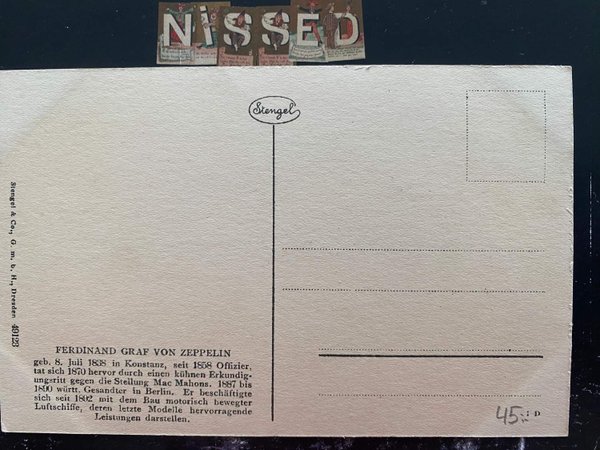 NiSSED
Stengel
Stengel & Co., G. m. b. H., Dresden 49123
FERDINAND GRAF VON ZEPPELIN
geb. 8. Juli 1838 in Konstanz, seit 1858 Offizier,
tat sich 1870 hervor durch einen kühnen Erkundig-
ungsritt gegen die Stellung Mac Mahons. 1887 bis
1890 württ. Gesandter in Berlin. Er beschäftigte
sich seit 1892 mit dem Bau motorisch bewegter
Luftschiffe, deren letzte Modelle hervorragende
Leistungen darstellen.
45
D